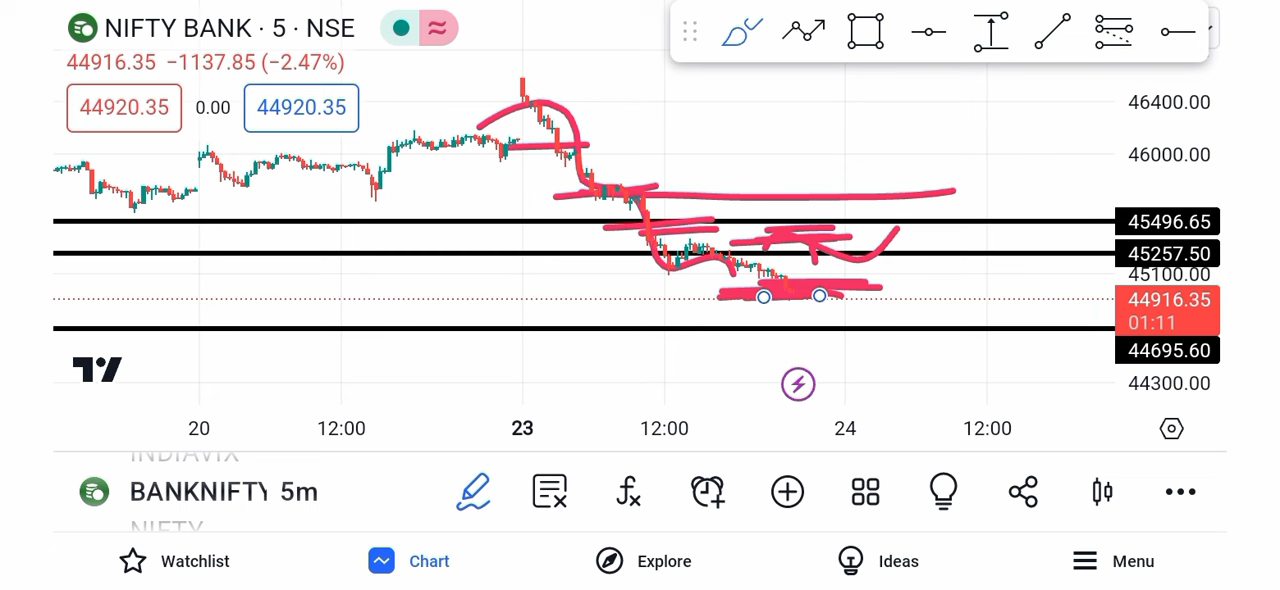 NIFTY BANK · 5 · NSE
44916.35 −1137.85 (−2.47%)
44920.35 0.00 44920.35
46400.00
46000.00
45496.65
45257.50
45100.00
44916.35
01:11
44695.60
44300.00
20 12:00 23 12:00 24 12:00
INDIAVIX
BANKNIFTY 5m
NIFTY
Watchlist Chart Explore Ideas Menu